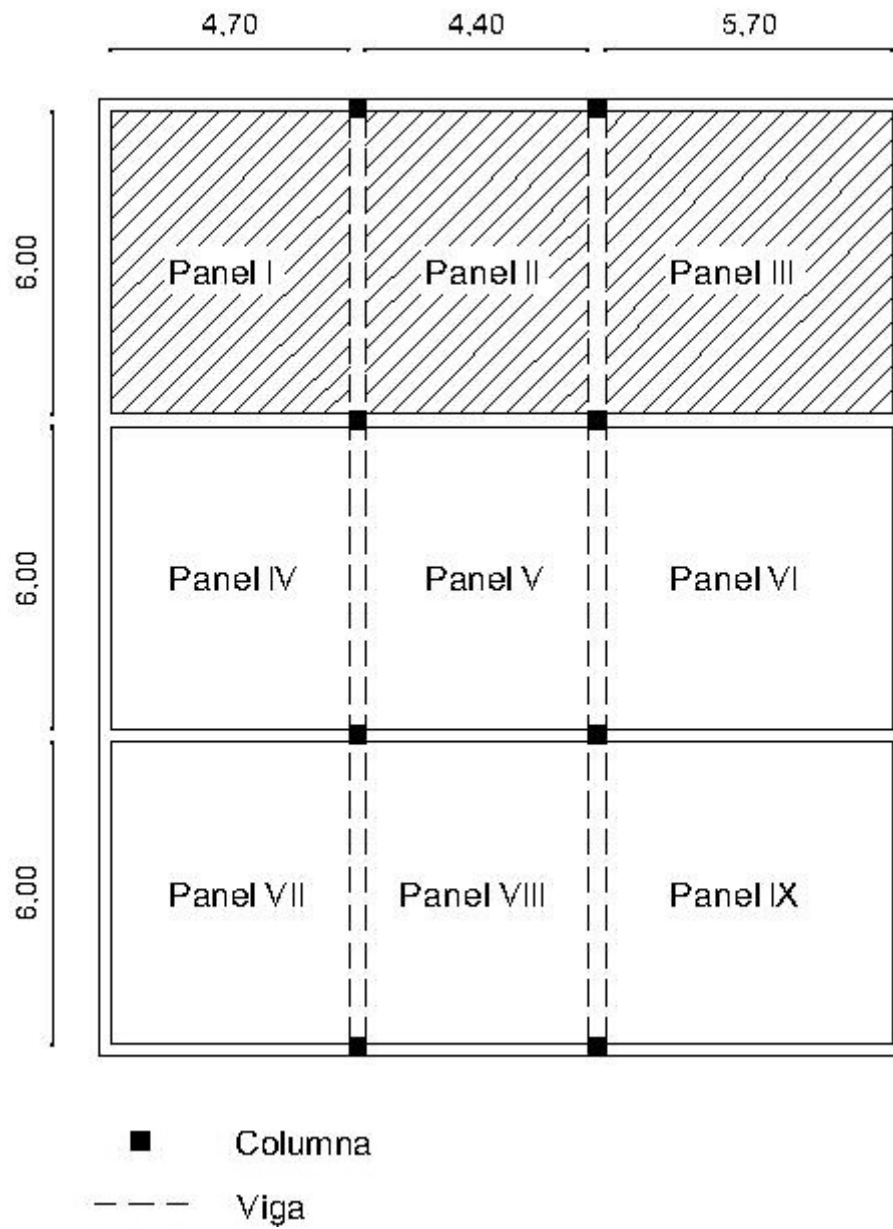 4,70 4,40 5,70
6,00
Panel I Panel II Panel III
6,00
Panel IV Panel V Panel VI
6,00
Panel VII Panel VIII Panel IX
Columna
Viga